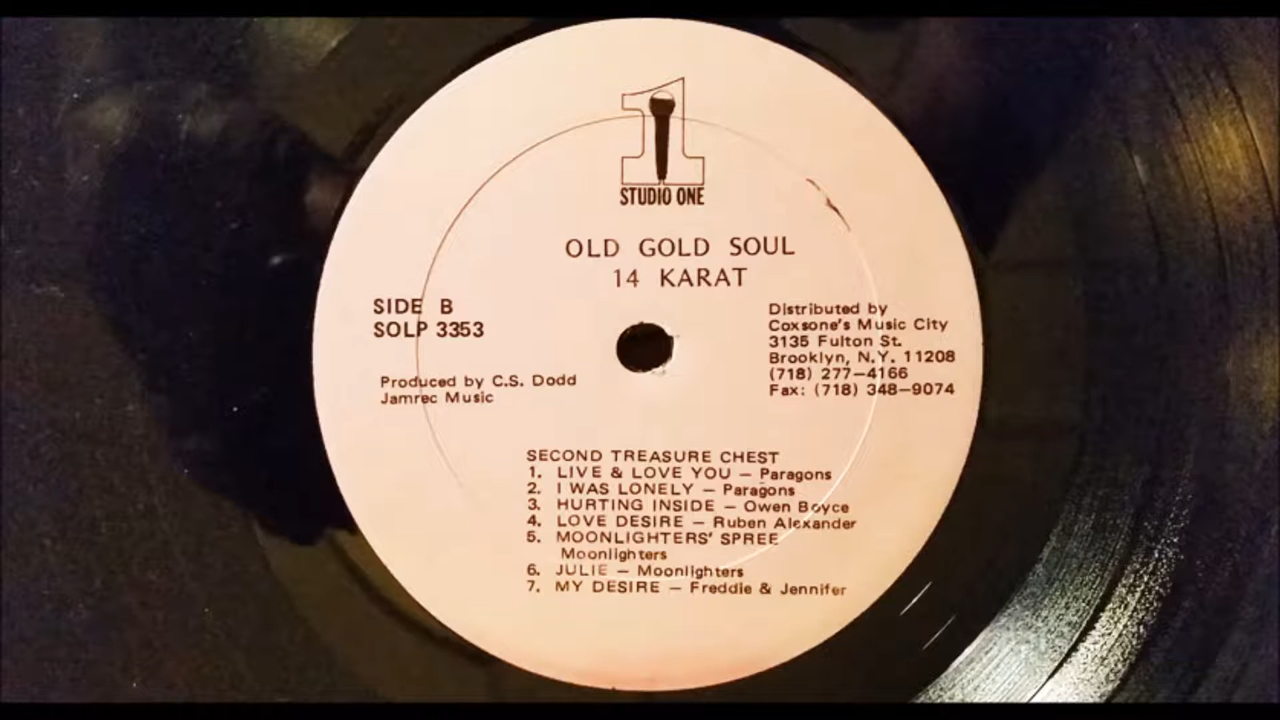 1
STUDIO ONE
OLD GOLD SOUL
14 KARAT
SIDE B
SOLP 3353
Produced by C.S. Dodd
Jamrec Music
Distributed by
Coxsone's Music City
3135 Fulton St.
Brooklyn, N.Y. 11208
(718) 277—4166
Fax: (718) 348—9074
SECOND TREASURE CHEST
1. LIVE & LOVE YOU — Paragons
2. I WAS LONELY — Paragons
3. HURTING INSIDE — Owen Boyce
4. LOVE DESIRE — Ruben Alexander
5. MOONLIGHTERS' SPREE
Moonlighters
6. JULIE — Moonlighters
7. MY DESIRE — Freddie & Jennifer